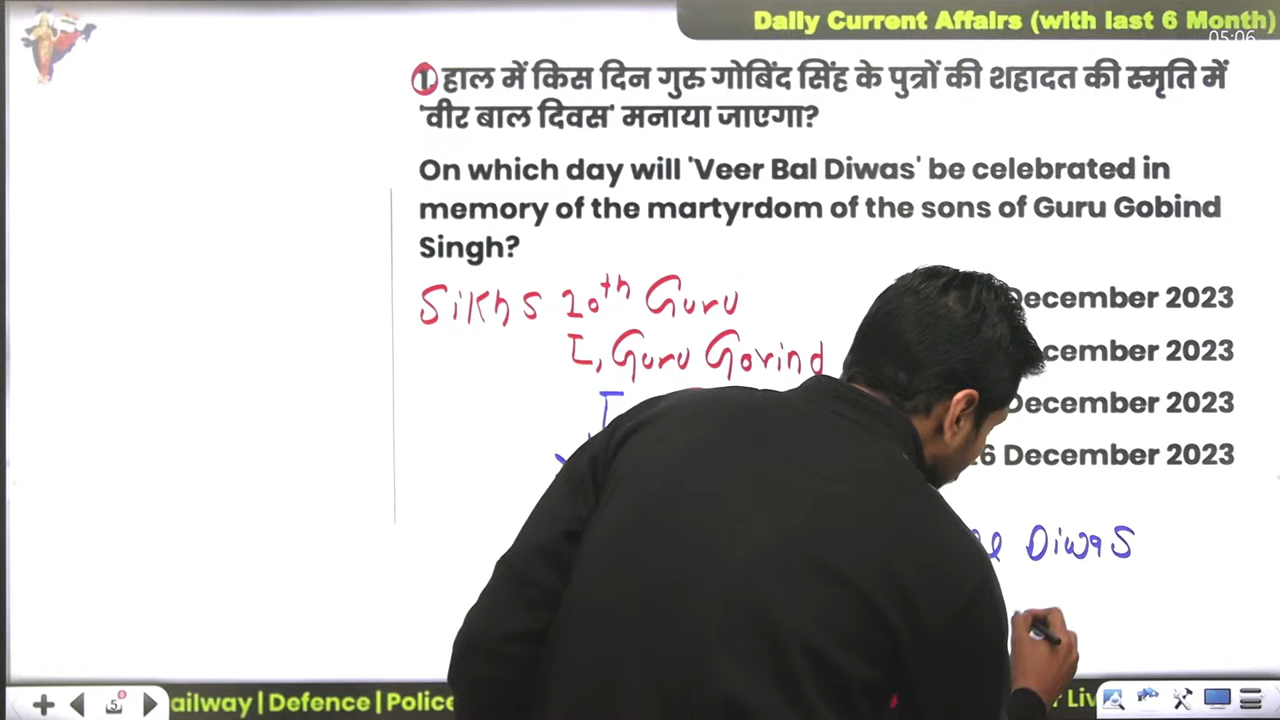 Daily Current Affairs (with last 6 Month)
05:06
1. हाल में किस दिन गुरु गोबिंद सिंह के पुत्रों की शहादत की स्मृति में
'वीर बाल दिवस' मनाया जाएगा?
On which day will 'Veer Bal Diwas' be celebrated in
memory of the martyrdom of the sons of Guru Gobind
Singh?
Sikhs 10th Guru
December 2023
Guru Govind
cember 2023
December 2023
26 December 2023
Diwas
ailway | Defence | Police
Liv
5